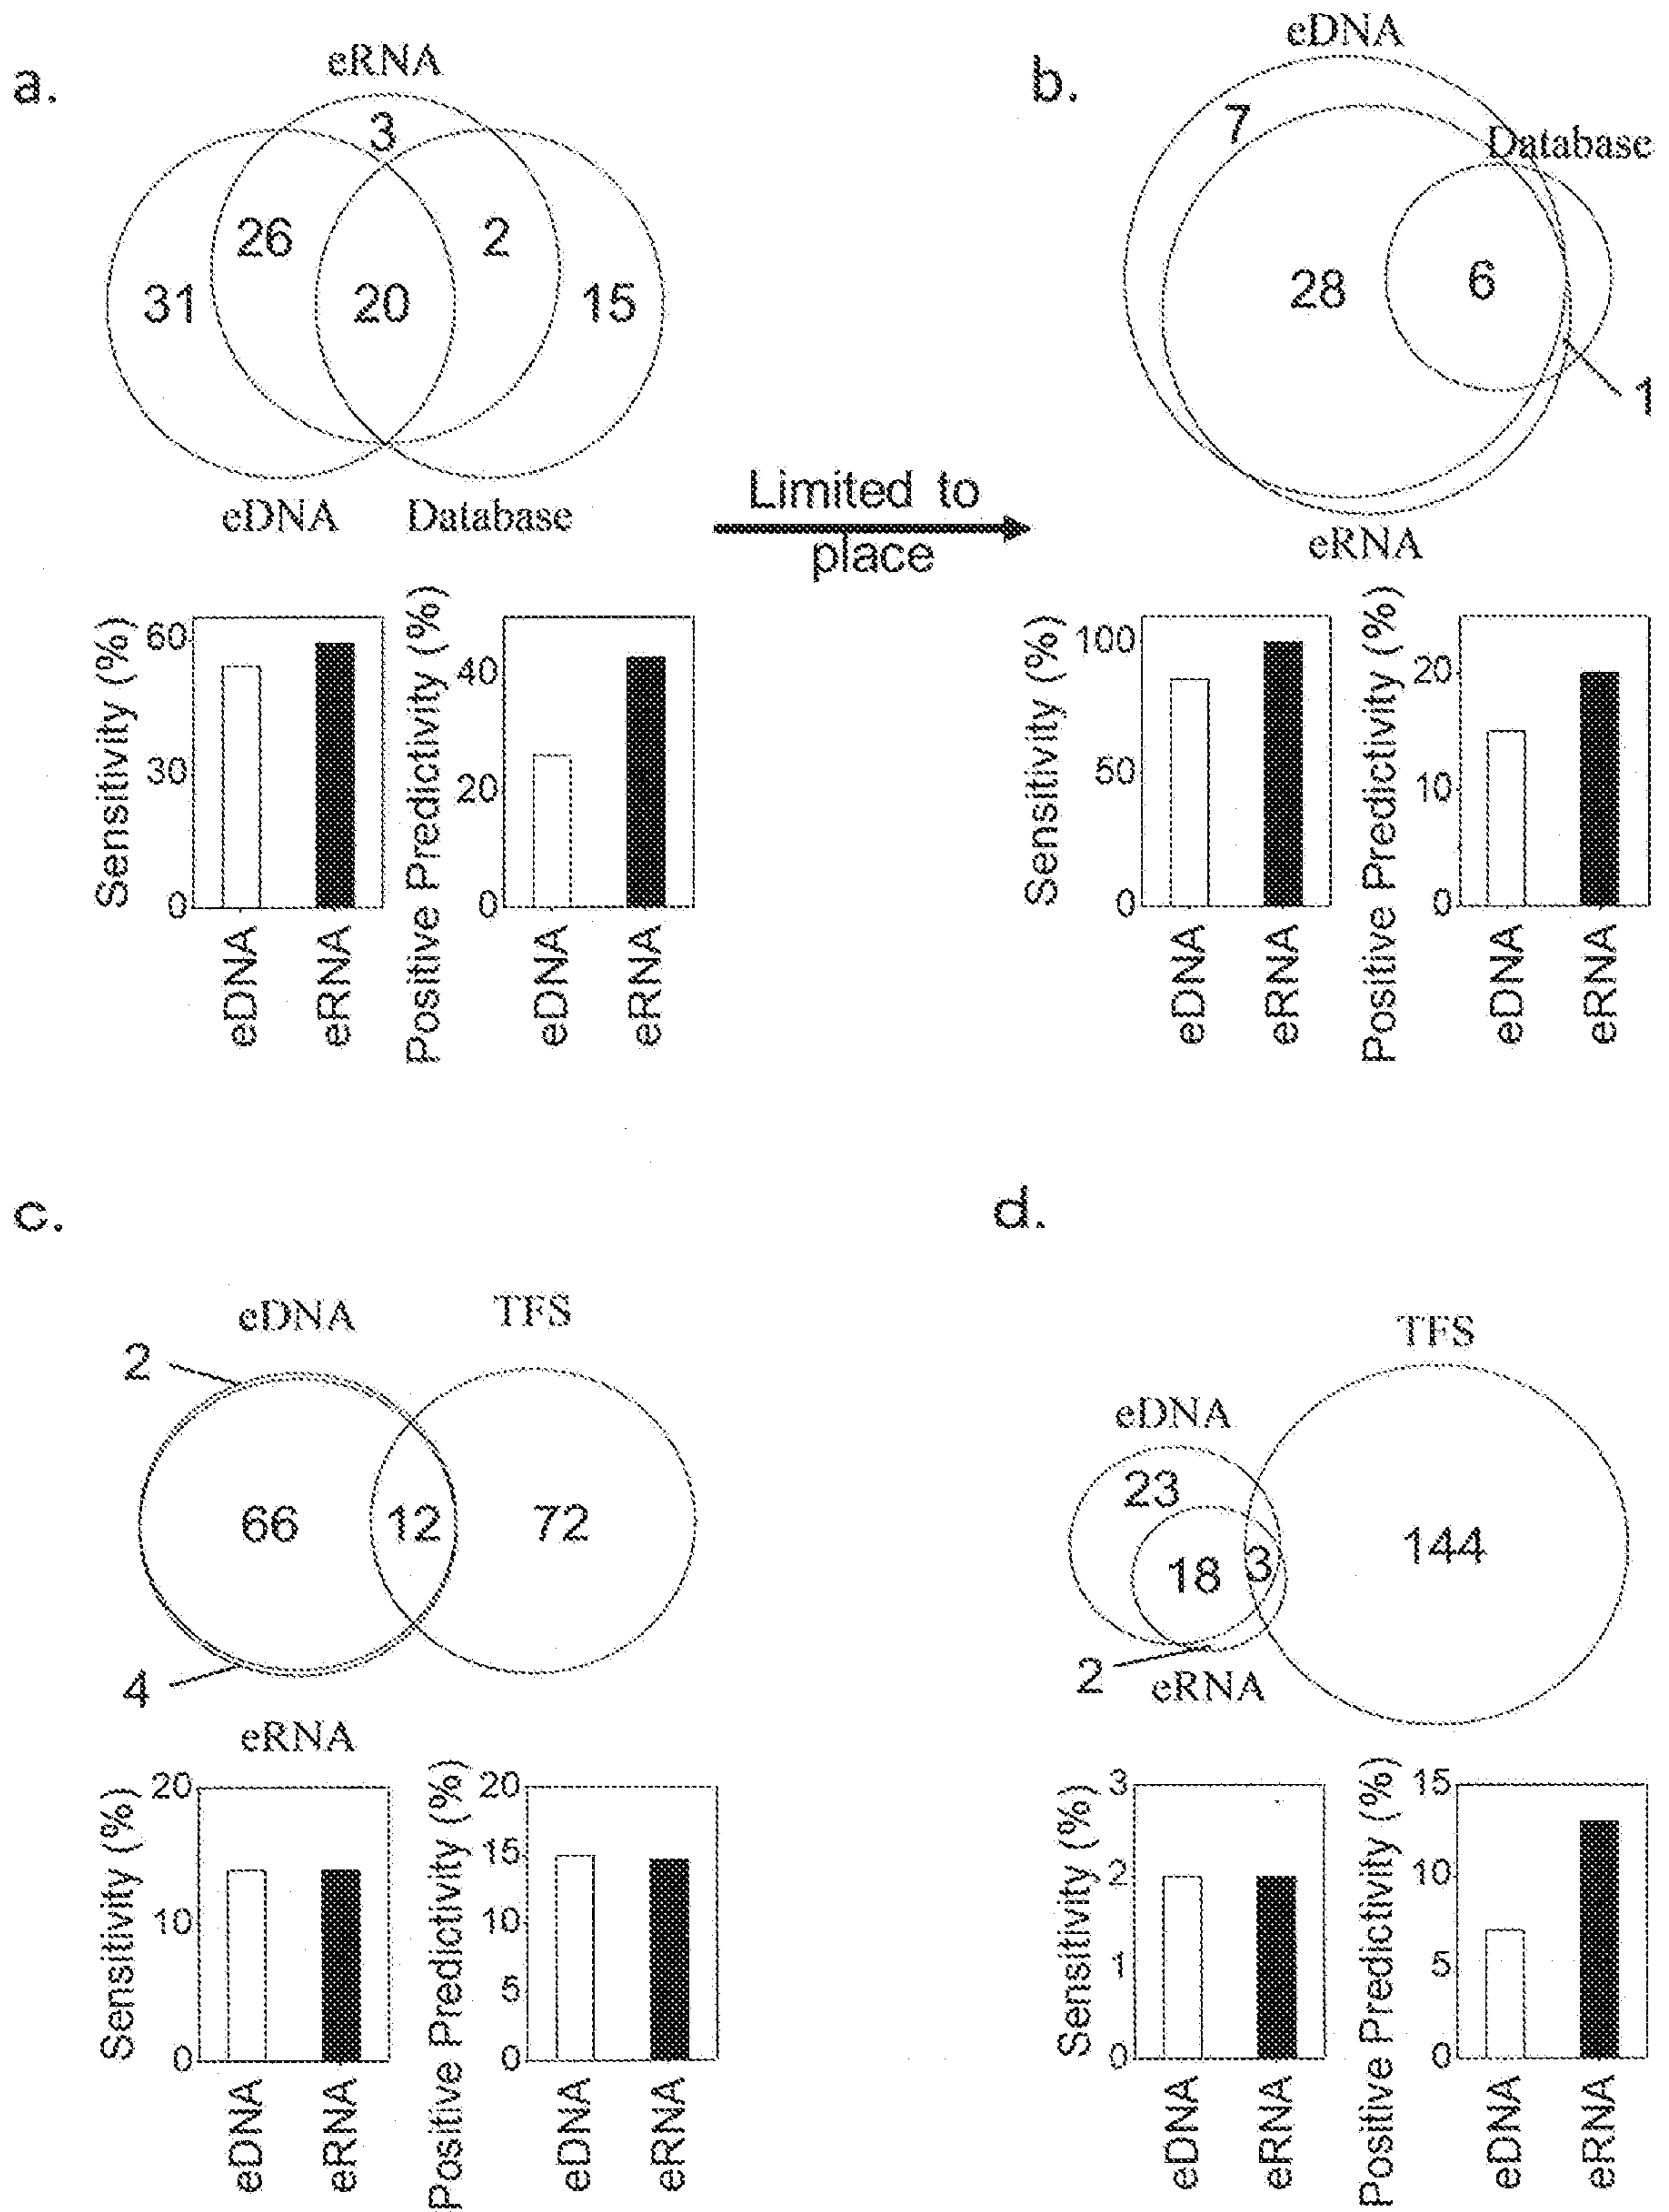 a.
eRNA
3
26
2
31
20
15
eDNA
Database
Limited to
place
b.
eDNA
7
Database
28
6
1
eRNA
Sensitivity (%)
60
30
0
eDNA
eRNA
Positive Predictivity (%)
40
20
0
eDNA
eRNA
Sensitivity (%)
100
50
0
eDNA
eRNA
Positive Predictivity (%)
20
10
0
eDNA
eRNA
c.
eDNA
TFS
2
66
12
72
4
eRNA
d.
TFS
eDNA
23
18
3
144
2
eRNA
Sensitivity (%)
20
10
0
eDNA
eRNA
Positive Predictivity (%)
20
15
10
5
0
eDNA
eRNA
Sensitivity (%)
3
2
1
0
eDNA
eRNA
Positive Predictivity (%)
15
10
5
0
eDNA
eRNA